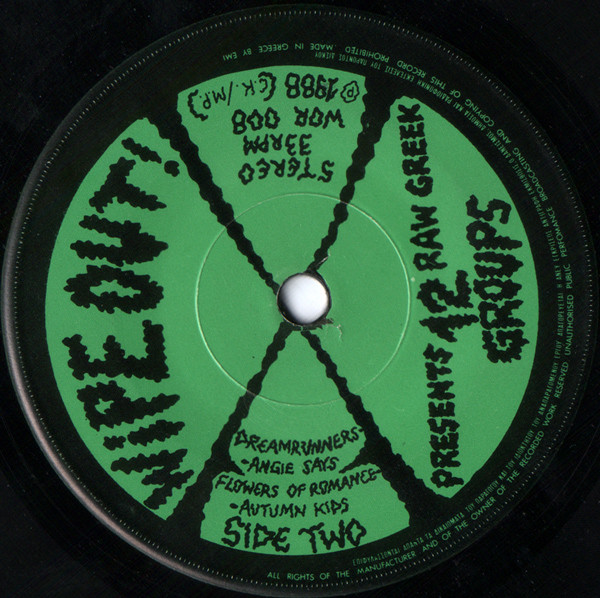 WIPE OUT!
PRESENTS 12 RAW GREEK
GROUPS
STEREO
33RPM
WOR 008
℗ 1988 (C.K./M.P.)
DREAMRUNNERS-
-ANGIE SAYS
FLOWERS OF ROMANCE-
-AUTUMN KIDS
SIDE TWO
ALL RIGHTS OF THE MANUFACTURER AND OF THE OWNER OF THE RECORDED WORK RESERVED UNAUTHORISED PUBLIC PERFOMAYCE BROADCASTING AND COPYING OF THIS RECORD PROHIBITED MADE IN GREECE BY EMI